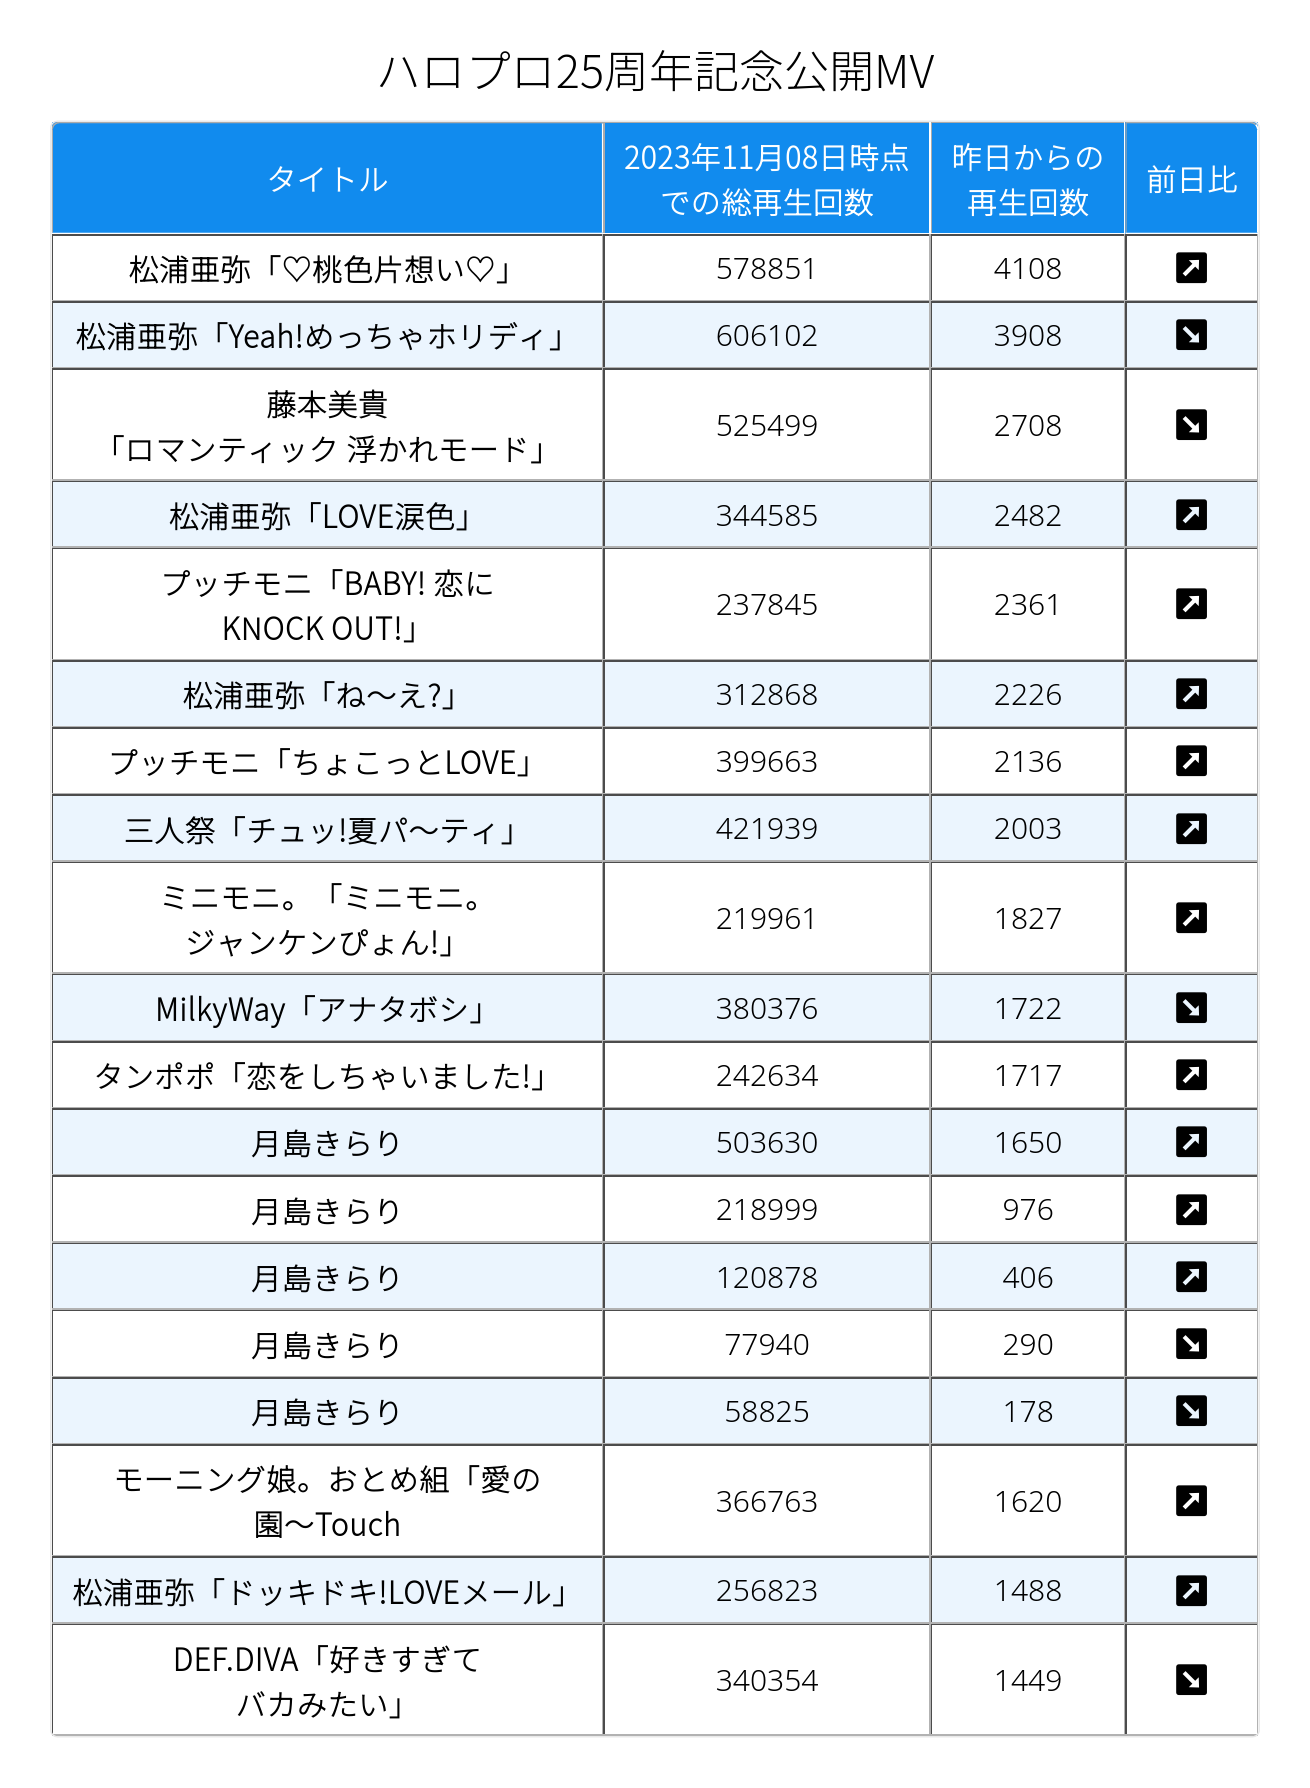 ハロプロ25周年記念公開MV
タイトル
2023年11月08日時点
での総再生回数
昨日からの
再生回数
前日比
松浦亜弥「♡桃色片想い♡」 578851 4108 ↗
松浦亜弥「Yeah!めっちゃホリディ」 606102 3908 ↘
藤本美貴
「ロマンティック 浮かれモード」 525499 2708 ↘
松浦亜弥「LOVE涙色」 344585 2482 ↗
プッチモニ「BABY! 恋に
KNOCK OUT!」 237845 2361 ↗
松浦亜弥「ね〜え?」 312868 2226 ↗
プッチモニ「ちょこっとLOVE」 399663 2136 ↗
三人祭「チュッ!夏パ〜ティ」 421939 2003 ↗
ミニモニ。「ミニモニ。
ジャンケンぴょん!」 219961 1827 ↗
MilkyWay「アナタボシ」 380376 1722 ↘
タンポポ「恋をしちゃいました!」 242634 1717 ↗
月島きらり 503630 1650 ↗
月島きらり 218999 976 ↗
月島きらり 120878 406 ↗
月島きらり 77940 290 ↘
月島きらり 58825 178 ↘
モーニング娘。おとめ組「愛の
園〜Touch 366763 1620 ↗
松浦亜弥「ドッキドキ!LOVEメール」 256823 1488 ↗
DEF.DIVA「好きすぎて
バカみたい」 340354 1449 ↘